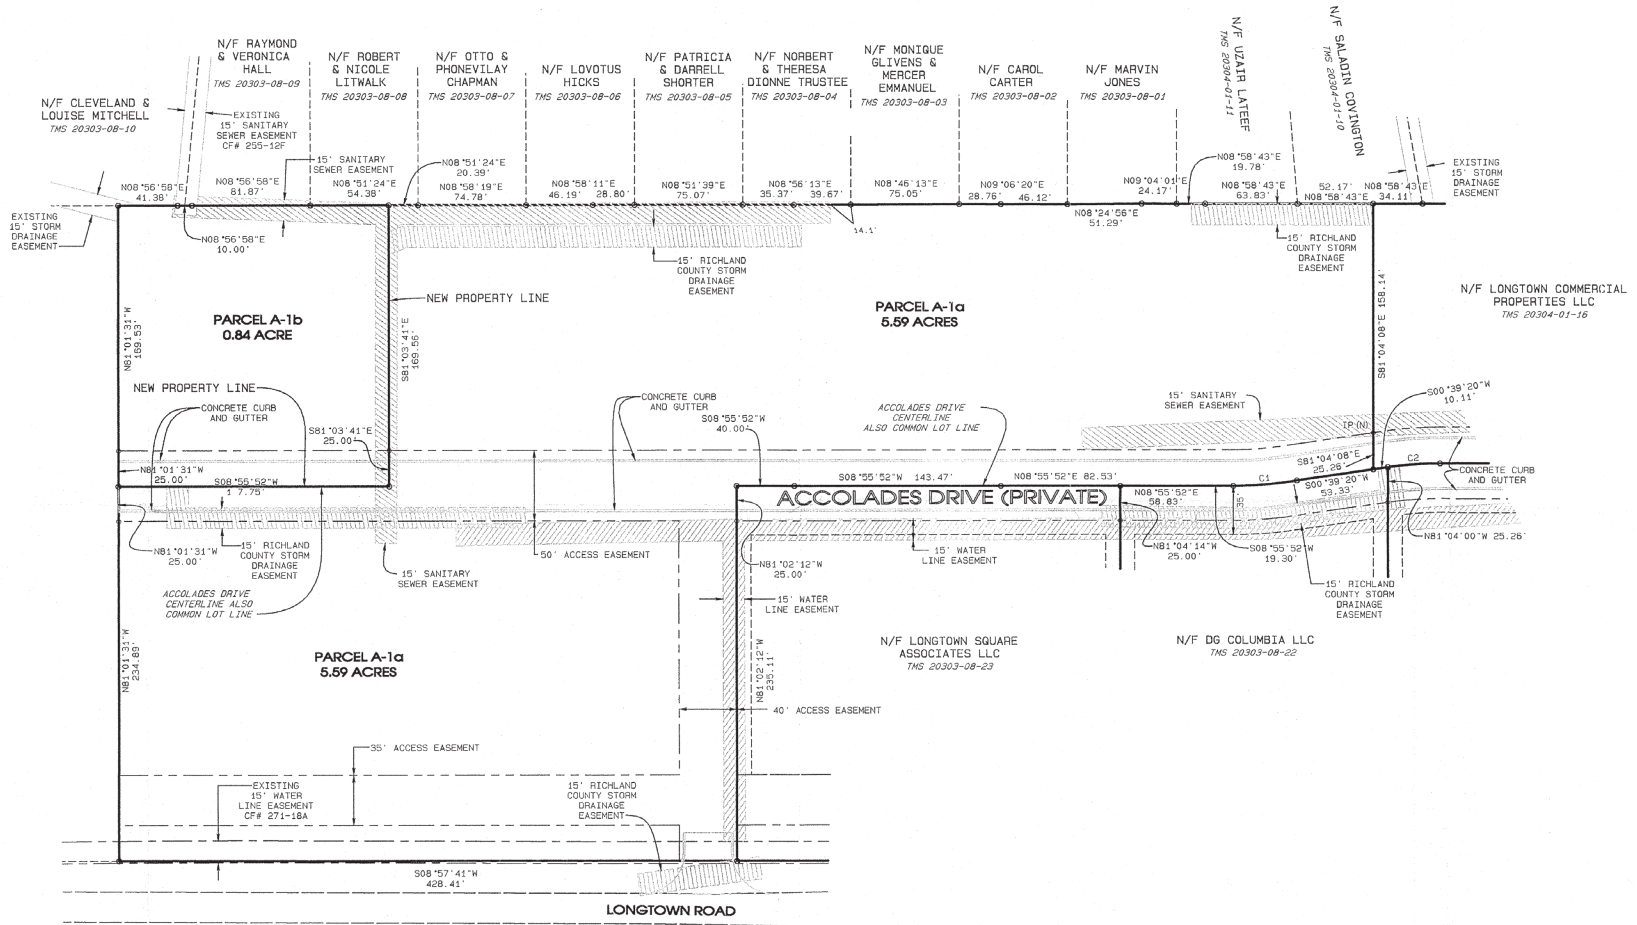 N/F CLEVELAND &
LOUISE MITCHELL
TMS 20303-08-10
N/F RAYMOND
& VERONICA
HALL
TMS 20303-08-09
N/F ROBERT
& NICOLE
LITWALK
TMS 20303-08-08
N/F OTTO &
PHONEVILAY
CHAPMAN
TMS 20303-08-07
N/F LOVOTUS
HICKS
TMS 20303-08-06
N/F PATRICIA
& DARRELL
SHORTER
TMS 20303-08-05
N/F NORBERT
& THERESA
DIONNE TRUSTEE
TMS 20303-08-04
N/F MONIQUE
GLIVENS &
MERCER
EMMANUEL
TMS 20303-08-03
N/F CAROL
CARTER
TMS 20303-08-02
N/F MARVIN
JONES
TMS 20303-08-01
N/F UZAIR LATEEF
TMS 20304-01-11
N/F SALADIN COVINGTON
TMS 20304-01-10
EXISTING
15' SANITARY
SEWER EASEMENT
CF# 255-12F
15' SANITARY
SEWER EASEMENT
EXISTING
15' STORM
DRAINAGE
EASEMENT
EXISTING
15' STORM
DRAINAGE
EASEMENT
N08°56'58"E
41.38'
N08°56'58"E
81.87'
N08°51'24"E
54.38'
N08°51'24"E
20.39'
N08°58'19"E
74.78'
N08°58'11"E
46.19' 28.80'
N08°51'39"E
75.07'
N08°56'13"E
35.37' 39.67'
N08°46'13"E
75.05'
N09°06'20"E
28.76' 46.12'
N09°04'01"E
24.17'
N08°24'56"E
51.29'
N08°58'43"E
19.78'
N08°58'43"E
63.83'
52.17'
N08°58'43"E
N08°58'43"E
34.11'
N08°56'58"E
10.00'
14.1'
15' RICHLAND
COUNTY STORM
DRAINAGE
EASEMENT
15' RICHLAND
COUNTY STORM
DRAINAGE
EASEMENT
NEW PROPERTY LINE
PARCEL A-1b
0.84 ACRE
PARCEL A-1a
5.59 ACRES
N/F LONGTOWN COMMERCIAL
PROPERTIES LLC
TMS 20304-01-16
N81°01'31"W
169.53'
S81°03'41"E
169.56'
S81°04'08"E 158.14'
NEW PROPERTY LINE
CONCRETE CURB
AND GUTTER
CONCRETE CURB
AND GUTTER
S08°55'52"W
40.00'
ACCOLADES DRIVE
CENTERLINE
ALSO COMMON LOT LINE
15' SANITARY
SEWER EASEMENT
S00°39'20"W
10.11'
IP(N)
S81°03'41"E
25.00'
N81°01'31"W
25.00'
S08°55'52"W
1 7.75'
S08°55'52"W 143.47'
N08°55'52"E 82.53'
N08°55'52"E
58.83'
C1
S81°04'08"E
25.26'
S00°39'20"W
53.33'
C2
CONCRETE CURB
AND GUTTER
ACCOLADES DRIVE (PRIVATE)
35'
N81°01'31"W
25.00'
15' RICHLAND
COUNTY STORM
DRAINAGE
EASEMENT
15' SANITARY
SEWER EASEMENT
50' ACCESS EASEMENT
N81°02'12"W
25.00'
15' WATER
LINE EASEMENT
N81°04'14"W
25.00'
S08°55'52"W
19.30'
N81°04'00"W 25.26'
15' RICHLAND
COUNTY STORM
DRAINAGE
EASEMENT
ACCOLADES DRIVE
CENTERLINE ALSO
COMMON LOT LINE
15' WATER
LINE EASEMENT
N/F LONGTOWN SQUARE
ASSOCIATES LLC
TMS 20303-08-23
N/F DG COLUMBIA LLC
TMS 20303-08-22
N81°01'31"W
234.89'
PARCEL A-1a
5.59 ACRES
N81°02'12"W
235.11'
40' ACCESS EASEMENT
35' ACCESS EASEMENT
EXISTING
15' WATER
LINE EASEMENT
CF# 271-18A
15' RICHLAND
COUNTY STORM
DRAINAGE
EASEMENT
S08°57'41"W
428.41'
LONGTOWN ROAD